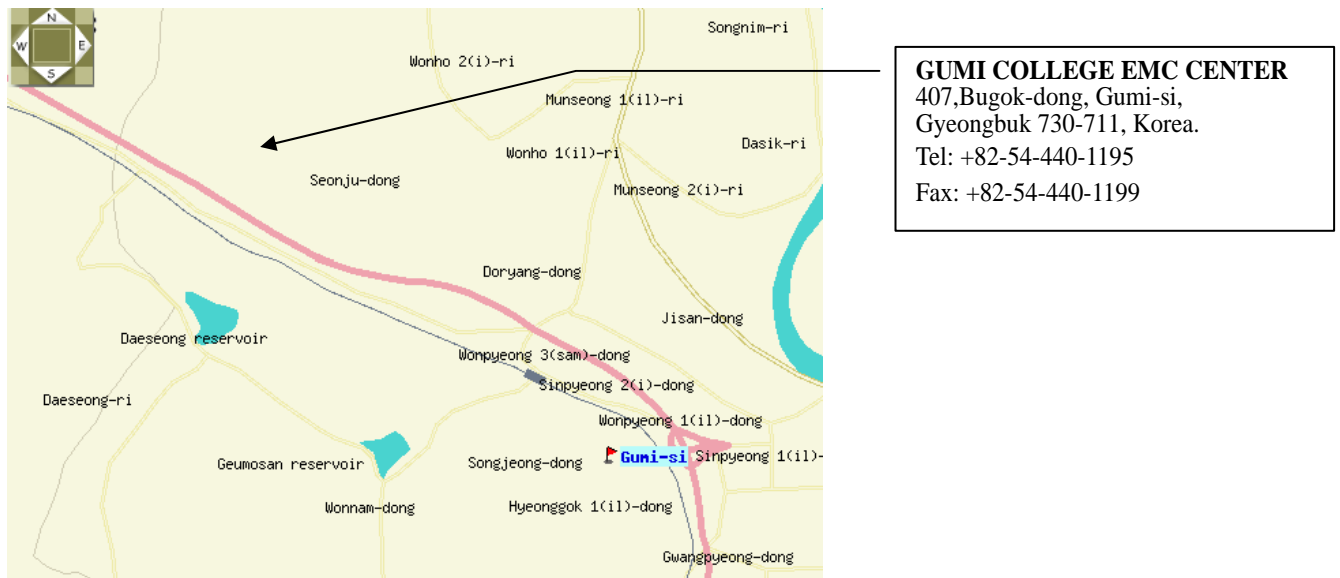 N
W
E
S
Songnim-ri
Wonho 2(i)-ri
Munseong 1(il)-ri
Dasik-ri
Wonho 1(il)-ri
Seonju-dong
Munseong 2(i)-ri
Doryang-dong
Jisan-dong
Daeseong reservoir
Wonpyeong 3(sam)-dong
Sinpyeong 2(i)-dong
Daeseong-ri
Wonpyeong 1(il)-dong
Geumosan reservoir
Songjeong-dong
Gumi-si
Sinpyeong 1(il)-
Wonnam-dong
Hyeonggok 1(il)-dong
Gwangpyeong-dong
GUMI COLLEGE EMC CENTER
407,Bugok-dong, Gumi-si,
Gyeongbuk 730-711, Korea.
Tel: +82-54-440-1195
Fax: +82-54-440-1199